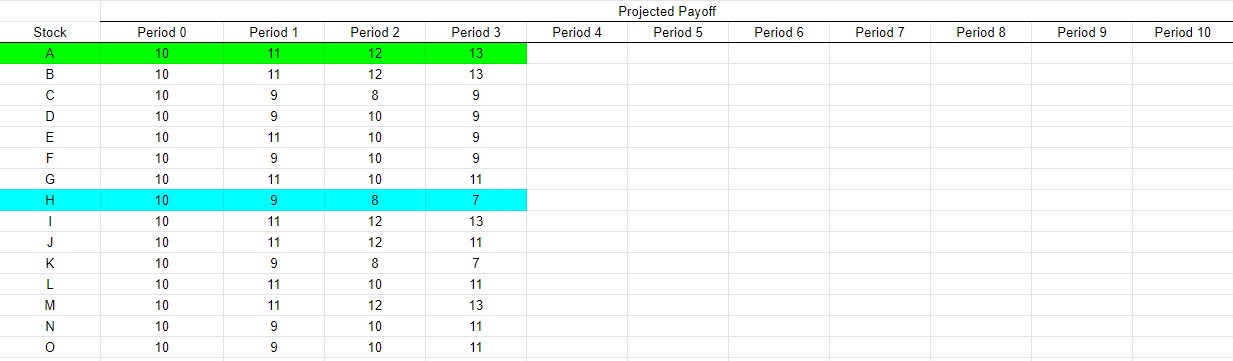 Projected Payoff
Stock Period 0 Period 1 Period 2 Period 3 Period 4 Period 5 Period 6 Period 7 Period 8 Period 9 Period 10
A 10 11 12 13
B 10 11 12 13
C 10 9 8 9
D 10 9 10 9
E 10 11 10 9
F 10 9 10 9
G 10 11 10 11
H 10 9 8 7
I 10 11 12 13
J 10 11 12 11
K 10 9 8 7
L 10 11 10 11
M 10 11 12 13
N 10 9 10 11
O 10 9 10 11